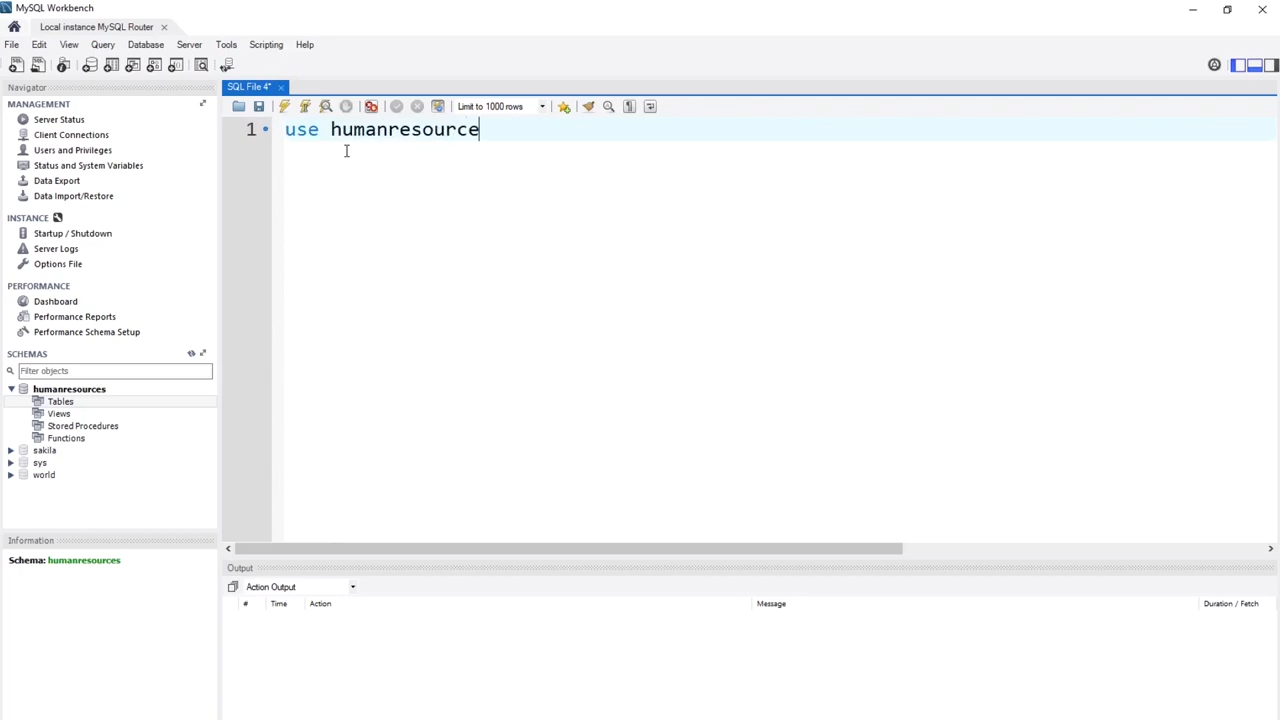 MySQL Workbench
Local instance MySQL Router
File Edit View Query Database Server Tools Scripting Help
Navigator
MANAGEMENT
Server Status
Client Connections
Users and Privileges
Status and System Variables
Data Export
Data Import/Restore
INSTANCE
Startup / Shutdown
Server Logs
Options File
PERFORMANCE
Dashboard
Performance Reports
Performance Schema Setup
SCHEMAS
Filter objects
humanresources
Tables
Views
Stored Procedures
Functions
sakila
sys
world
Information
Schema: humanresources
SQL File 4*
Limit to 1000 rows
1 use humanresource
Output
Action Output
# Time Action Message Duration / Fetch